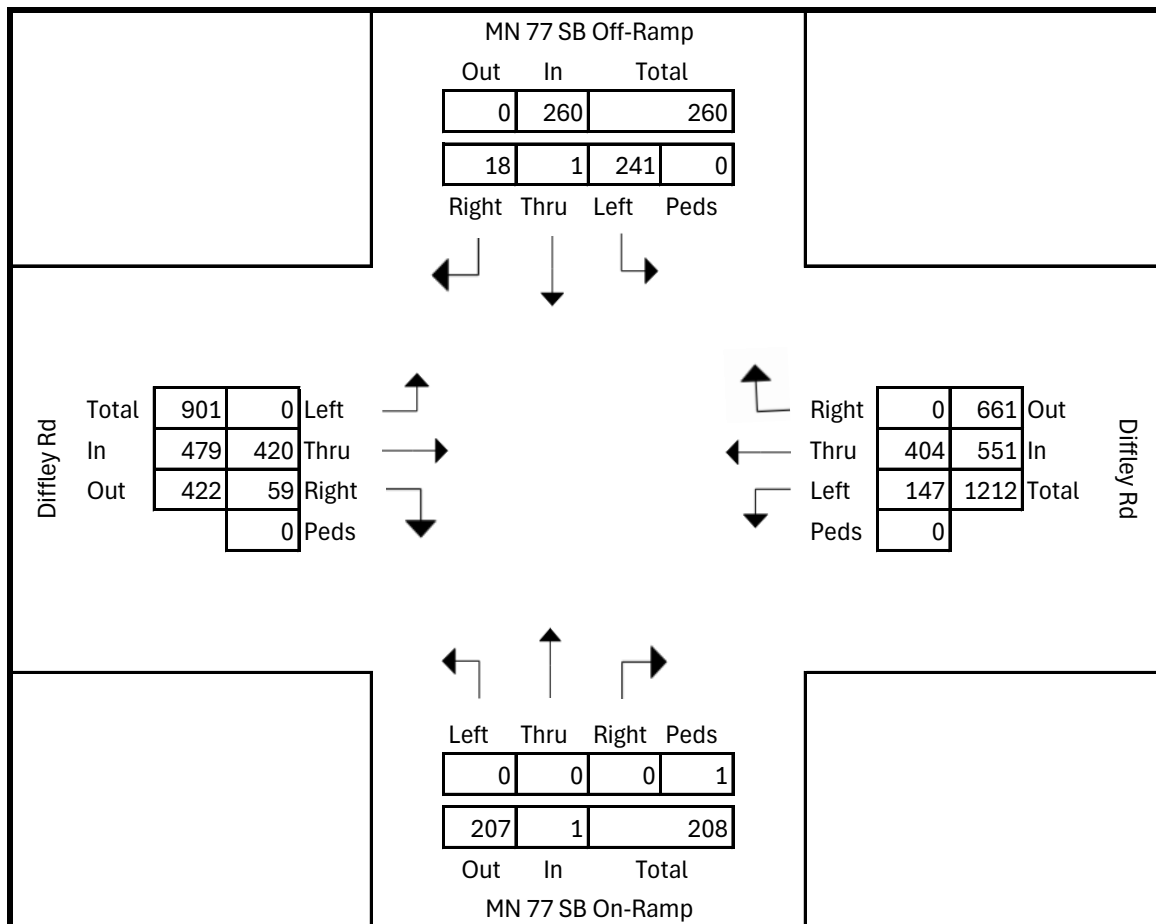 MN 77 SB Off-Ramp
Out In Total
0 260 260
18 1 241 0
Right Thru Left Peds
Diffley Rd
Total 901 0 Left
In 479 420 Thru
Out 422 59 Right
0 Peds
Right 0 661 Out
Thru 404 551 In
Left 147 1212 Total
Peds 0
Diffley Rd
Left Thru Right Peds
0 0 0 1
207 1 208
Out In Total
MN 77 SB On-Ramp